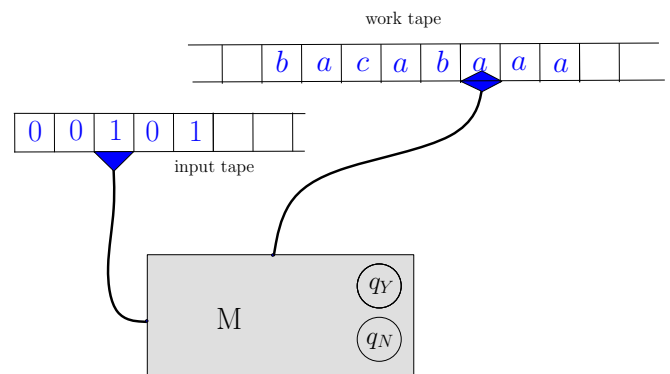 work tape
b a c a b a a a
0 0 1 0 1
input tape
q_Y
M
q_N